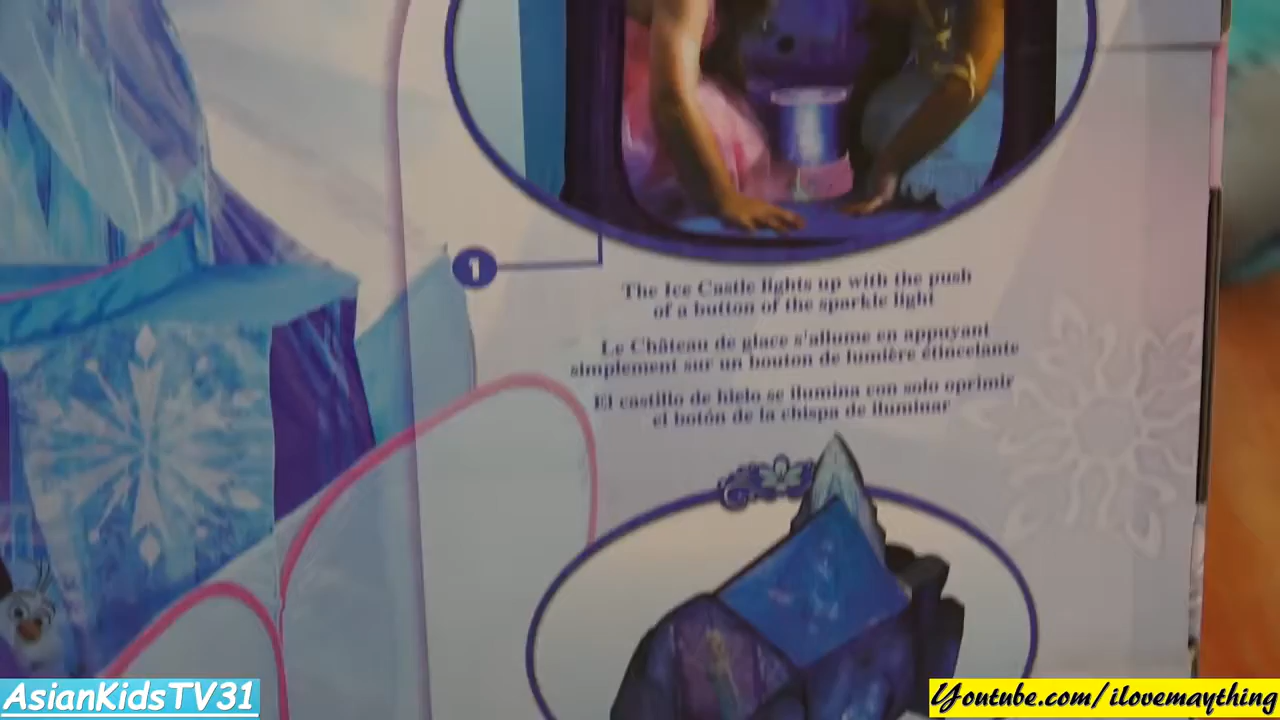 1
The Ice Castle lights up with the push
of a button of the sparkle light
Le Château de glace s'allume en appuyant
simplement sur un bouton de lumière étincelante
El castillo de hielo se ilumina con solo oprimir
el botón de la chispa de iluminar
AsianKidsTV31
Youtube.com/ilovemaything